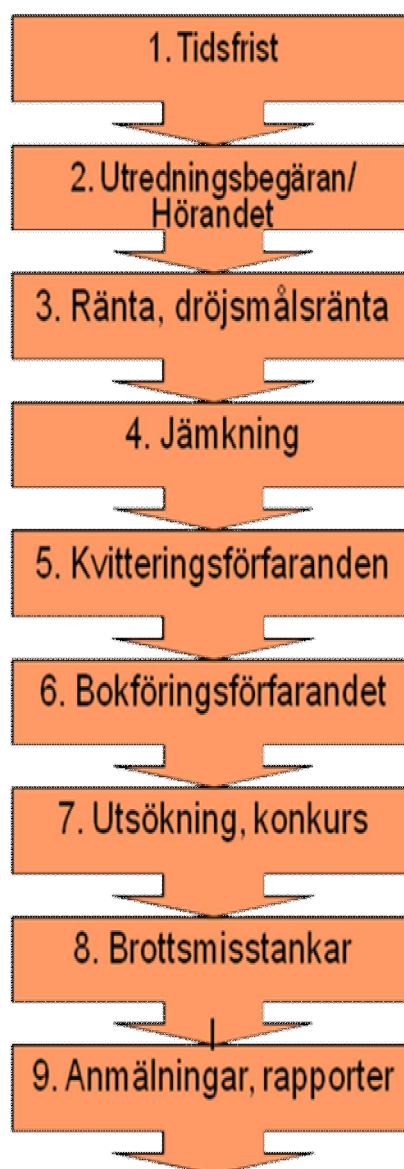 1. Tidsfrist
2. Utredningsbegäran/
Hörandet
3. Ränta, dröjsmålsränta
4. Jämkning
5. Kvitteringsförfaranden
6. Bokföringsförfarandet
7. Utsökning, konkurs
8. Brottsmisstankar
9. Anmälningar, rapporter